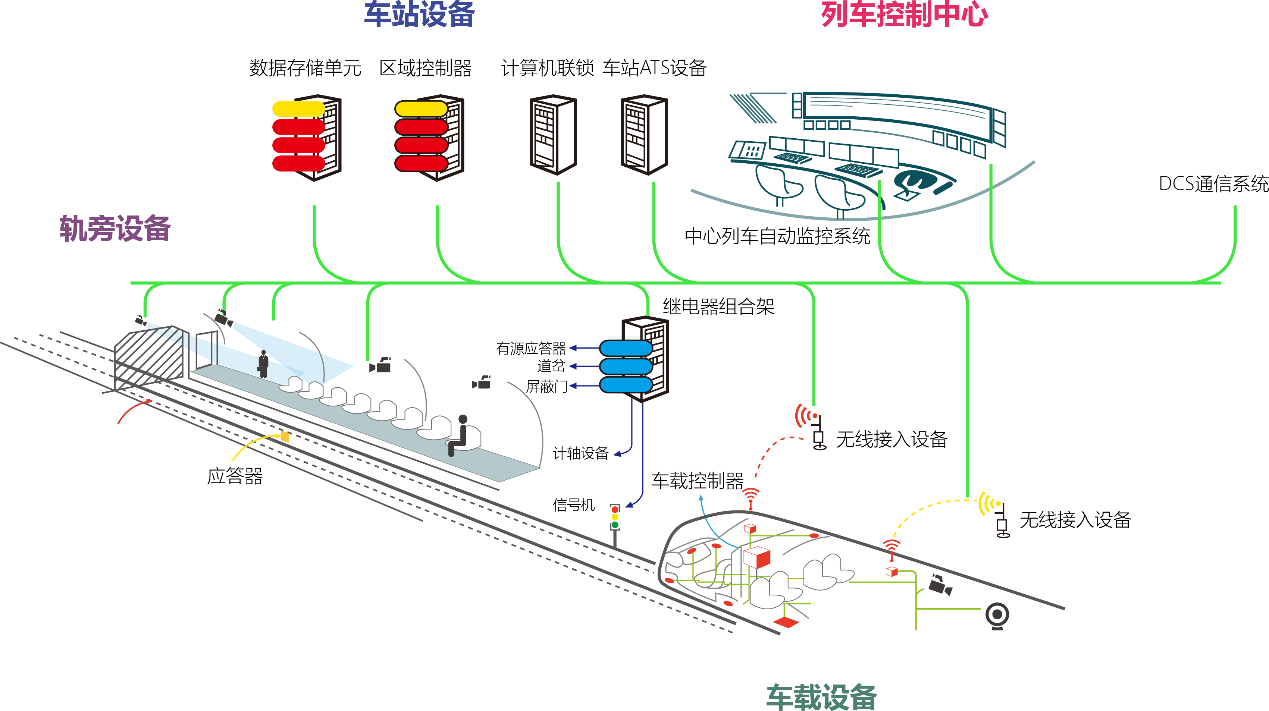 车站设备
列车控制中心
数据存储单元
区域控制器
计算机联锁
车站ATS设备
DCS通信系统
轨旁设备
中心列车自动监控系统
继电器组合架
有源应答器
道岔
屏蔽门
无线接入设备
计轴设备
应答器
车载控制器
信号机
无线接入设备
车载设备